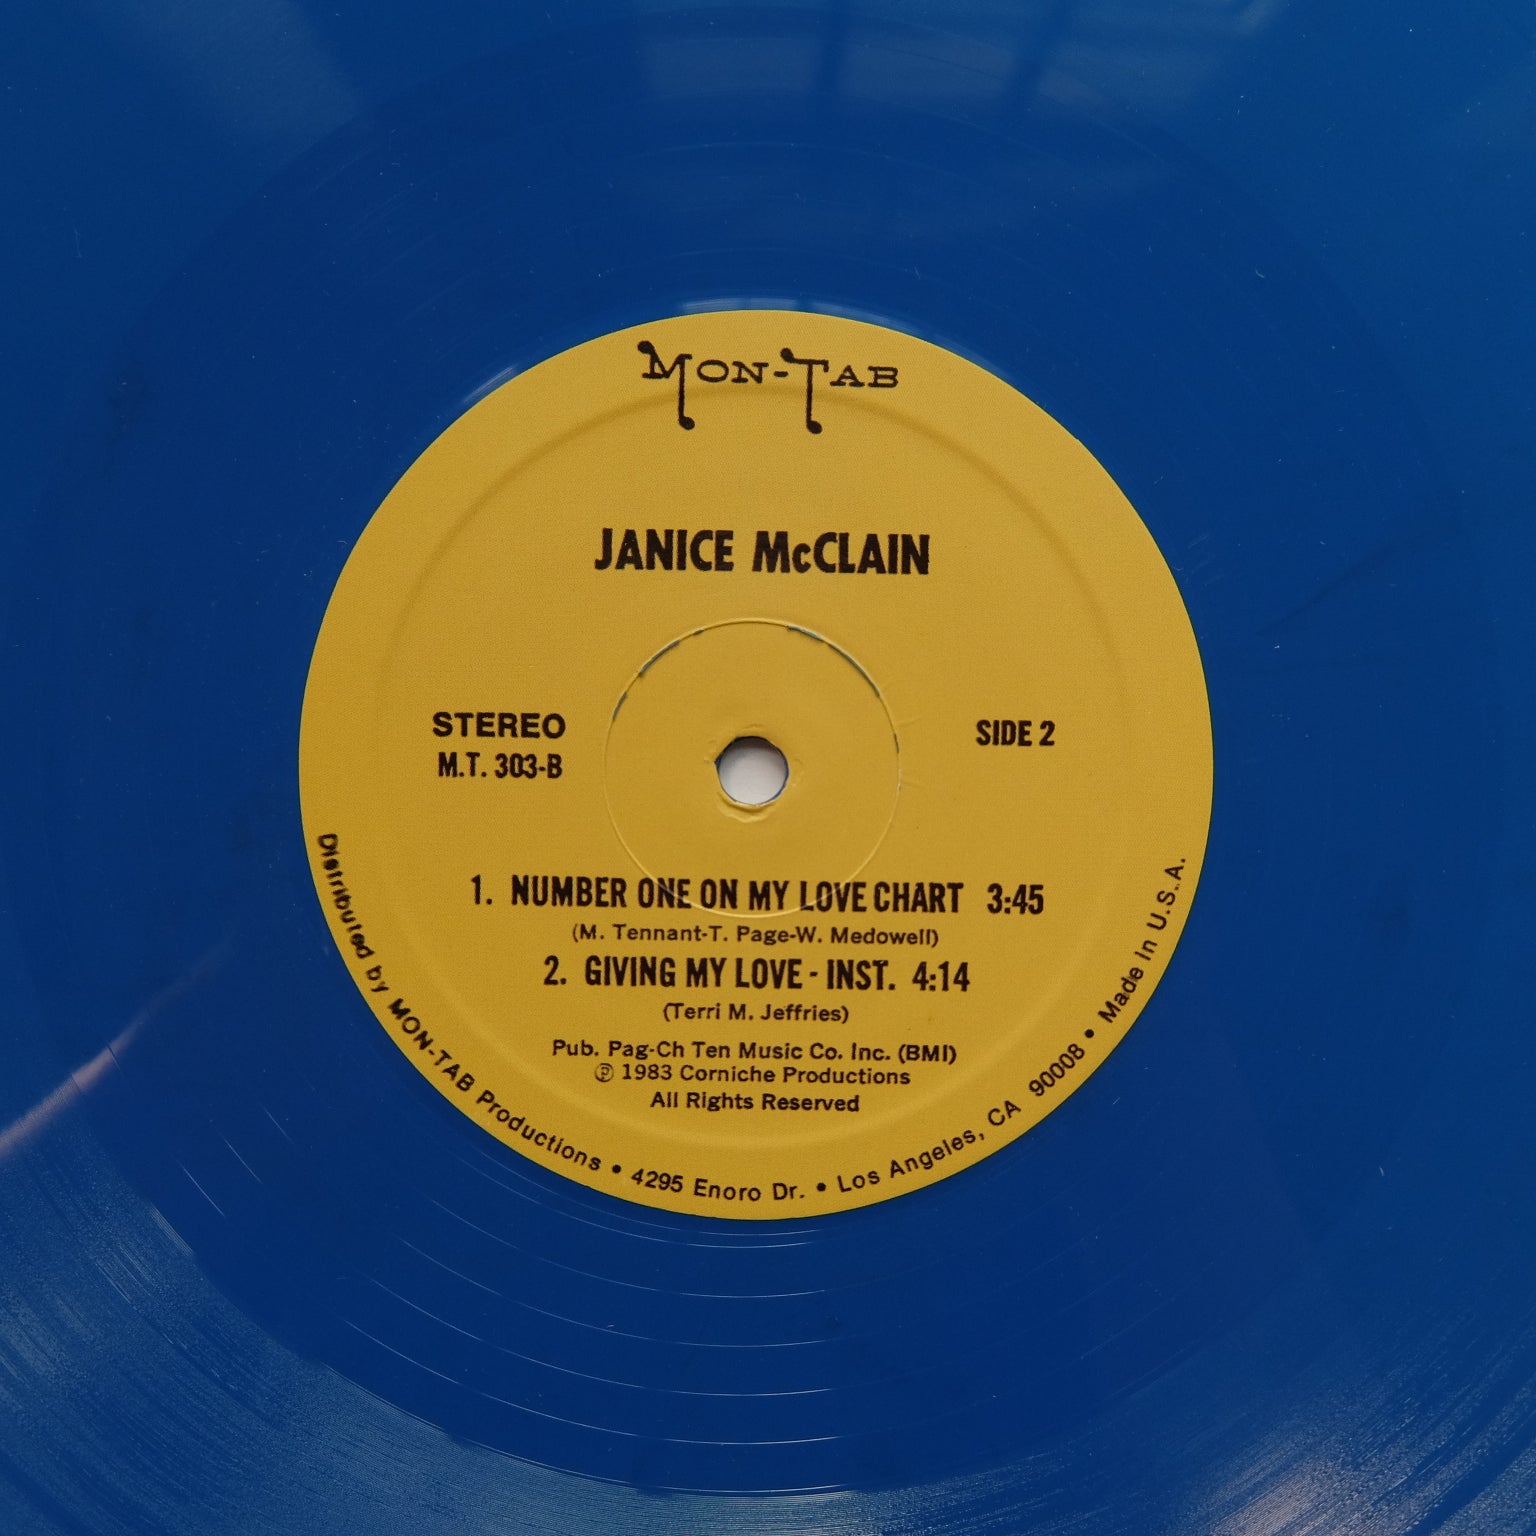 MON-TAB
JANICE McCLAIN
STEREO
M.T. 303-B
SIDE 2
1. NUMBER ONE ON MY LOVE CHART 3:45
(M. Tennant-T. Page-W. Medowell)
2. GIVING MY LOVE - INST. 4:14
(Terri M. Jeffries)
Pub. Pag-Ch Ten Music Co. Inc. (BMI)
℗ 1983 Corniche Productions
All Rights Reserved
Distributed by MON-TAB Productions • 4295 Enoro Dr. • Los Angeles, CA 90008 • Made in U.S.A.